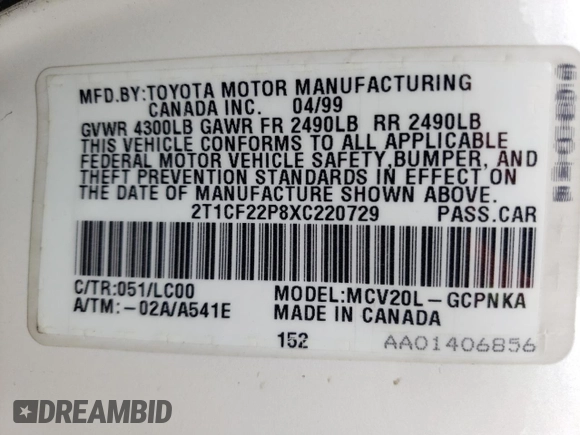 MFD.BY:TOYOTA MOTOR MANUFACTURING
CANADA INC. 04/99
GVWR 4300LB GAWR FR 2490LB RR 2490LB
THIS VEHICLE CONFORMS TO ALL APPLICABLE
FEDERAL MOTOR VEHICLE SAFETY,BUMPER, AND
THEFT PREVENTION STANDARDS IN EFFECT ON
THE DATE OF MANUFACTURE SHOWN ABOVE.
2T1CF22P8XC220729 PASS.CAR
C/TR:051/LC00 MODEL:MCV20L-GCPNKA
A/TM:-02A/A541E MADE IN CANADA
152 AA01406856
DREAMBID